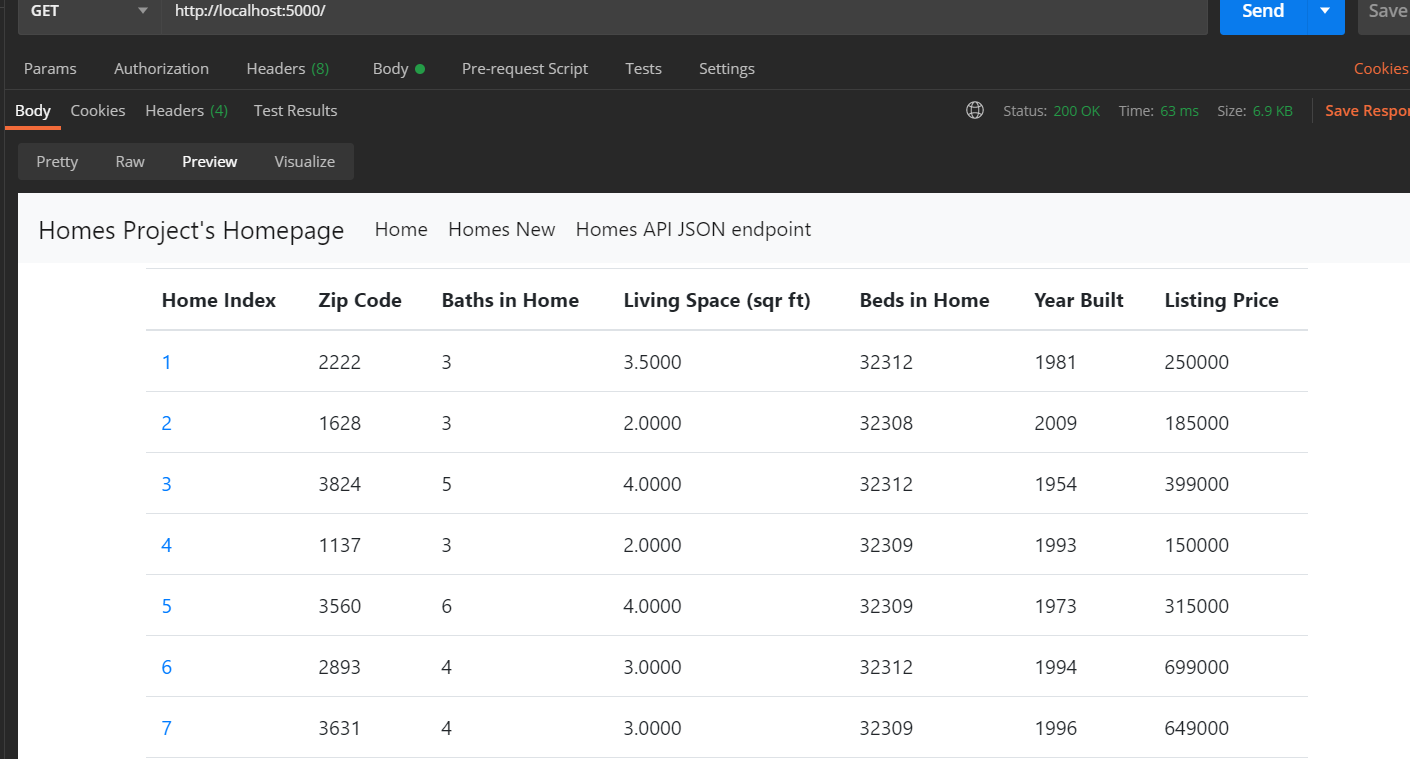 GET http://localhost:5000/ Send Save
Params Authorization Headers (8) Body Pre-request Script Tests Settings Cookies
Body Cookies Headers (4) Test Results Status: 200 OK Time: 63 ms Size: 6.9 KB Save Respo
Pretty Raw Preview Visualize
Homes Project's Homepage Home Homes New Homes API JSON endpoint
Home Index Zip Code Baths in Home Living Space (sqr ft) Beds in Home Year Built Listing Price
1 2222 3 3.5000 32312 1981 250000
2 1628 3 2.0000 32308 2009 185000
3 3824 5 4.0000 32312 1954 399000
4 1137 3 2.0000 32309 1993 150000
5 3560 6 4.0000 32309 1973 315000
6 2893 4 3.0000 32312 1994 699000
7 3631 4 3.0000 32309 1996 649000